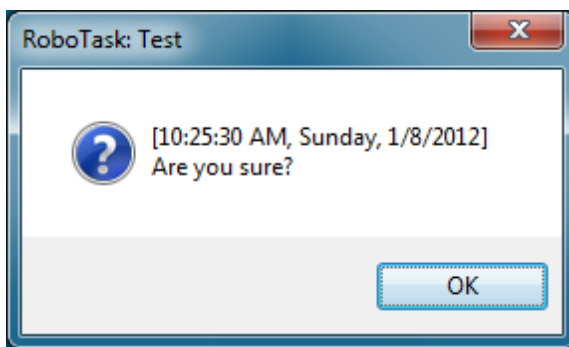 RoboTask: Test
[10:25:30 AM, Sunday, 1/8/2012]
Are you sure?
OK